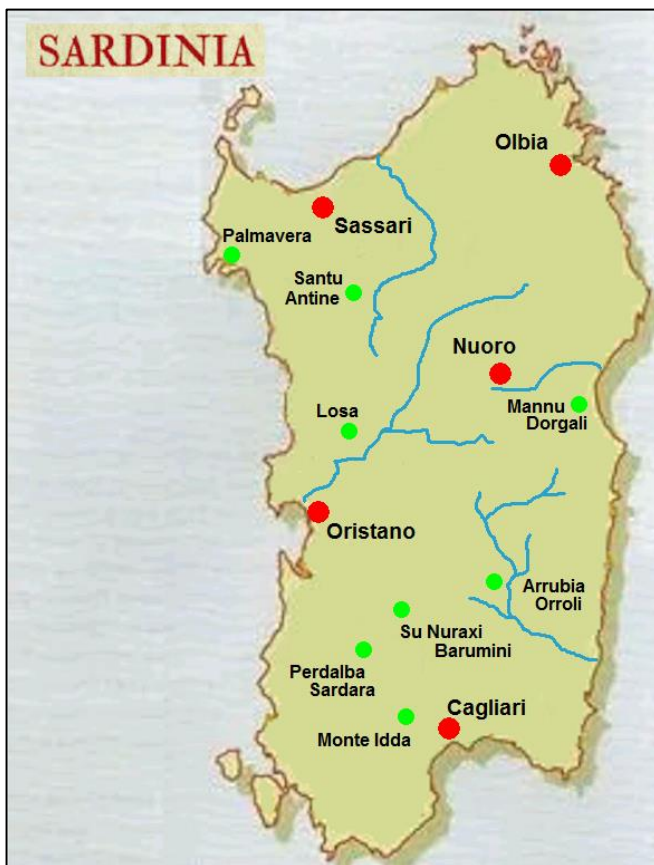 SARDINIA
Olbia
Sassari
Palmavera
Santu
Antine
Nuoro
Losa
Mannu
Dorgali
Oristano
Arrubia
Orroli
Su Nuraxi
Barumini
Perdalba
Sardara
Cagliari
Monte Idda